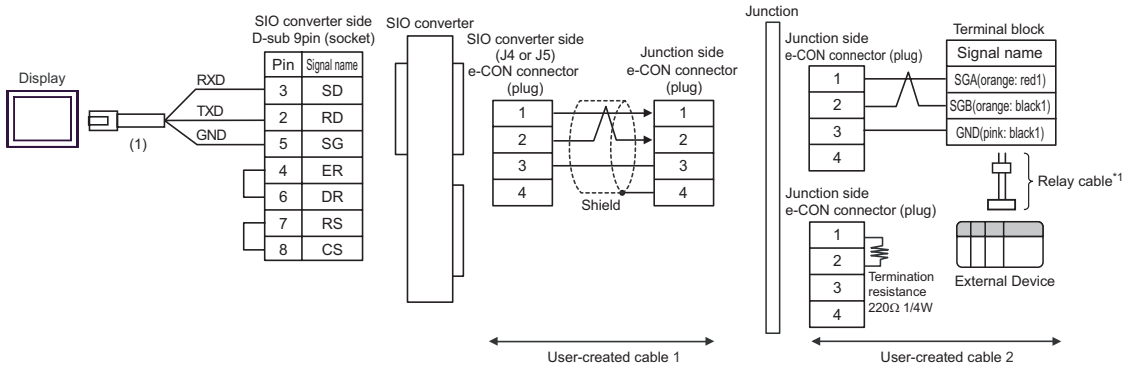 Display
(1)
RXD
TXD
GND
SIO converter side
D-sub 9pin (socket)
Pin Signal name
3 SD
2 RD
5 SG
4 ER
6 DR
7 RS
8 CS
SIO converter
SIO converter side
(J4 or J5)
e-CON connector
(plug)
1
2
3
4
Shield
Junction side
e-CON connector
(plug)
1
2
3
4
User-created cable 1
Junction
Junction side
e-CON connector (plug)
1
2
3
4
Terminal block
Signal name
SGA(orange: red1)
SGB(orange: black1)
GND(pink: black1)
Relay cable*1
External Device
Junction side
e-CON connector (plug)
1
2
3
4
Termination
resistance
220Ω 1/4W
User-created cable 2